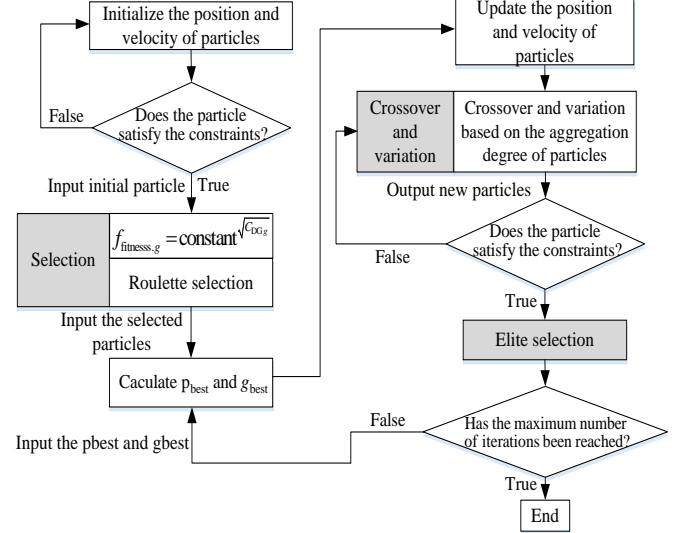 Initialize the position and
velocity of particles
False
Does the particle
satisfy the constraints?
Input initial particle
True
Selection
f_fitnesss.g = constant^√C_DGg
Roulette selection
Input the selected
particles
Caculate p_best and g_best
Input the pbest and gbest
Update the position
and velocity of
particles
Crossover
and
variation
Crossover and variation
based on the aggregation
degree of particles
Output new particles
Does the particle
satisfy the constraints?
False
True
Elite selection
False
Has the maximum number
of iterations been reached?
True
End